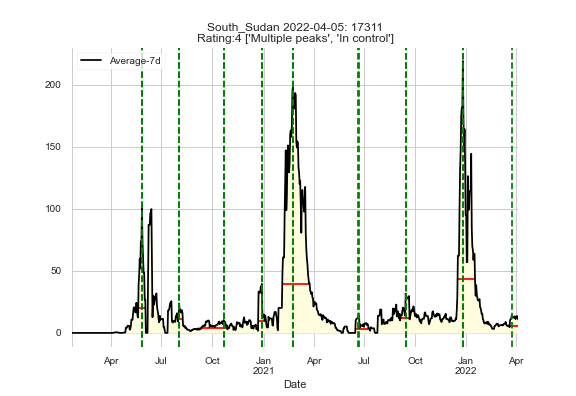 South_Sudan 2022-04-05: 17311
Rating:4 ['Multiple peaks', 'In control']
Average-7d
200
150
100
50
0
Apr Jul Oct Jan Apr Jul Oct Jan Apr
2021 2022
Date